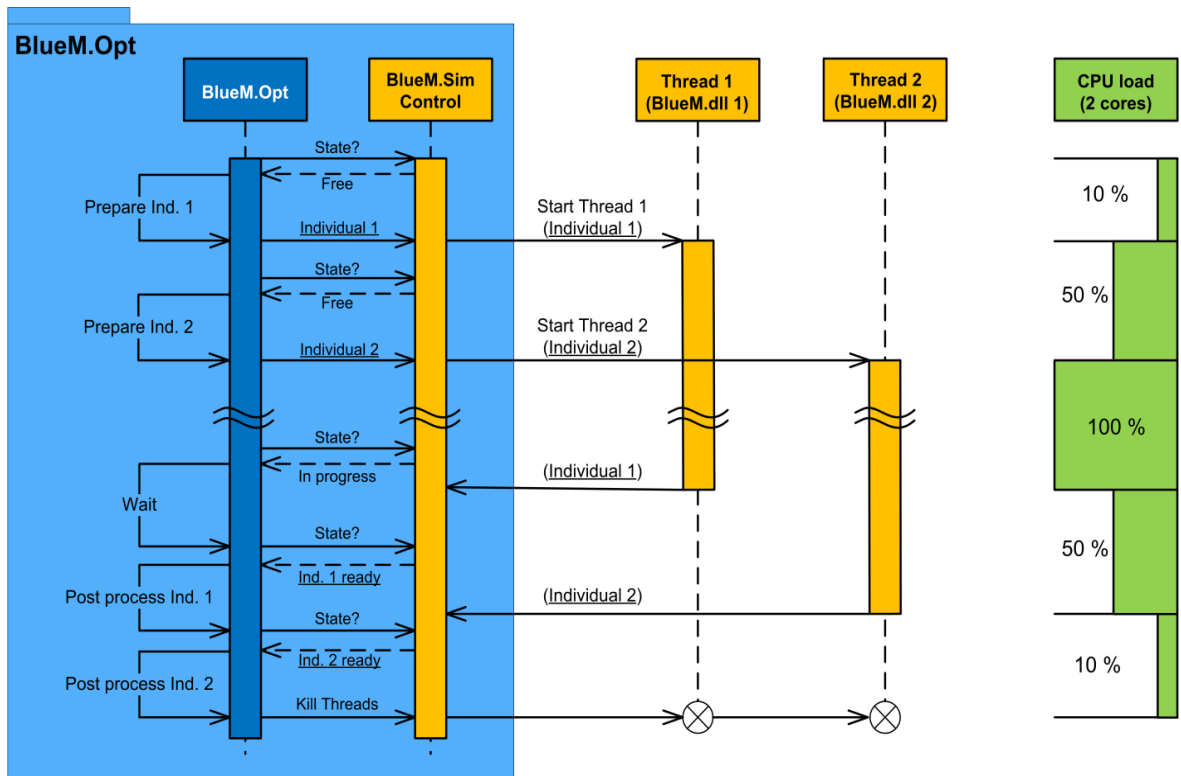 BlueM.Opt
BlueM.Opt
BlueM.Sim
Control
Thread 1
(BlueM.dll 1)
Thread 2
(BlueM.dll 2)
CPU load
(2 cores)
State?
Free
10 %
Prepare Ind. 1
Individual 1
Start Thread 1
(Individual 1)
State?
Free
50 %
Prepare Ind. 2
Individual 2
Start Thread 2
(Individual 2)
100 %
State?
In progress
(Individual 1)
Wait
State?
50 %
Ind. 1 ready
Post process Ind. 1
(Individual 2)
State?
Ind. 2 ready
10 %
Post process Ind. 2
Kill Threads